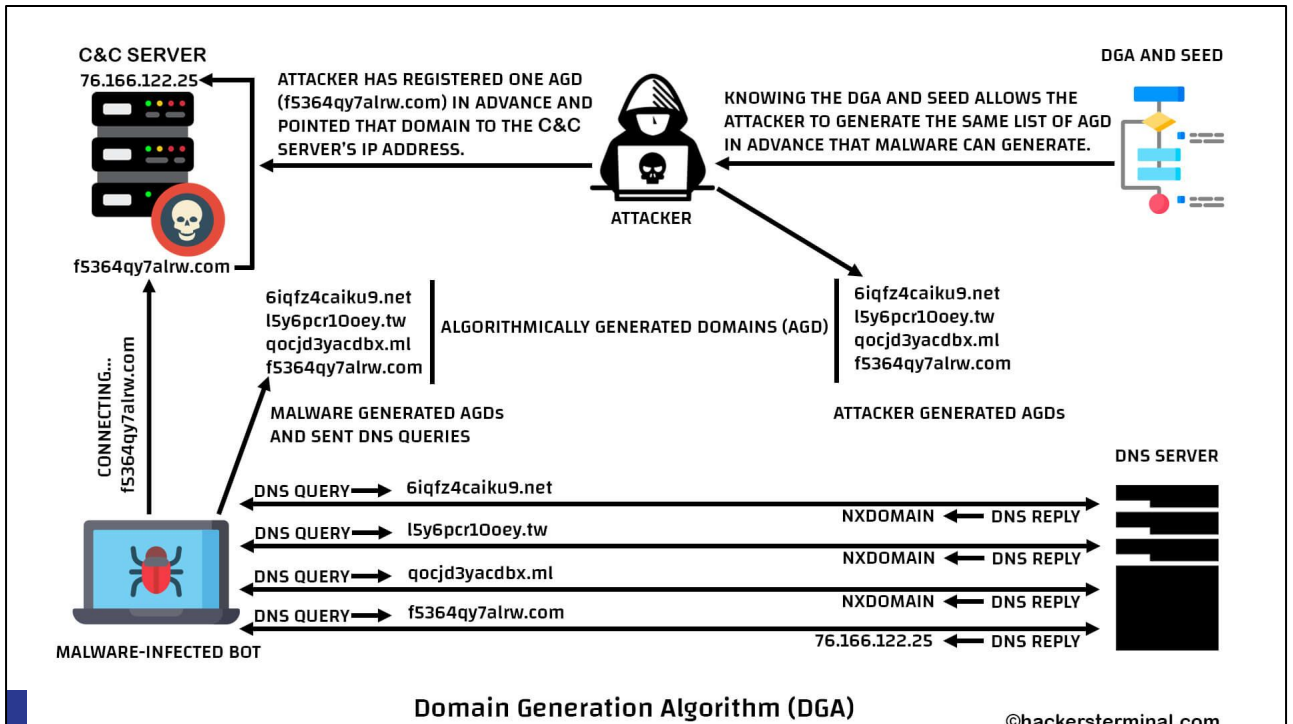 C&C SERVER
76.166.122.25
ATTACKER HAS REGISTERED ONE AGD
(f5364qy7alrw.com) IN ADVANCE AND
POINTED THAT DOMAIN TO THE C&C
SERVER'S IP ADDRESS.
ATTACKER
KNOWING THE DGA AND SEED ALLOWS THE
ATTACKER TO GENERATE THE SAME LIST OF AGD
IN ADVANCE THAT MALWARE CAN GENERATE.
DGA AND SEED
f5364qy7alrw.com
CONNECTING...
f5364qy7alrw.com
6iqfz4caiku9.net
l5y6pcr10oey.tw
qocjd3yacdbx.ml
f5364qy7alrw.com
ALGORITHMICALLY GENERATED DOMAINS (AGD)
6iqfz4caiku9.net
l5y6pcr10oey.tw
qocjd3yacdbx.ml
f5364qy7alrw.com
MALWARE GENERATED AGDs
AND SENT DNS QUERIES
ATTACKER GENERATED AGDs
DNS SERVER
DNS QUERY 6iqfz4caiku9.net
NXDOMAIN DNS REPLY
DNS QUERY l5y6pcr10oey.tw
NXDOMAIN DNS REPLY
DNS QUERY qocjd3yacdbx.ml
NXDOMAIN DNS REPLY
DNS QUERY f5364qy7alrw.com
76.166.122.25 DNS REPLY
MALWARE-INFECTED BOT
Domain Generation Algorithm (DGA)
©hackersterminal.com